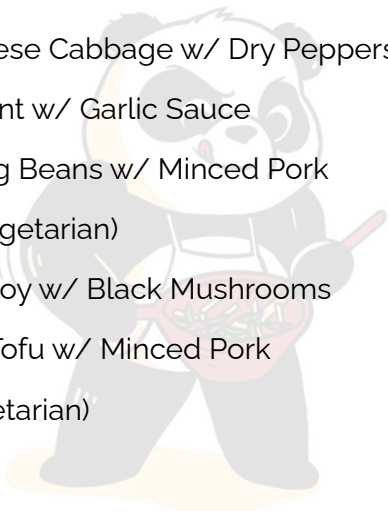 ese Cabbage w/ Dry Peppers
nt w/ Garlic Sauce
g Beans w/ Minced Pork
getarian)
oy w/ Black Mushrooms
Tofu w/ Minced Pork
etarian)